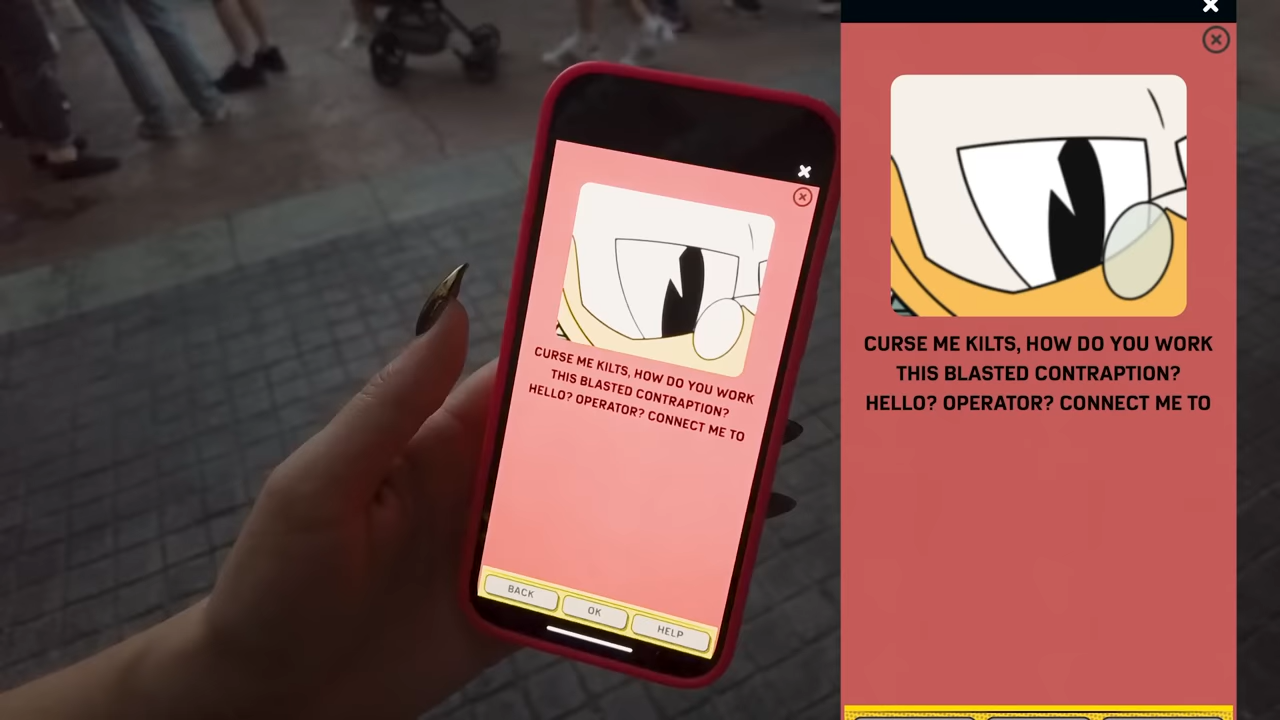 CURSE ME KILTS, HOW DO YOU WORK
THIS BLASTED CONTRAPTION?
HELLO? OPERATOR? CONNECT ME TO
BACK
OK
HELP
CURSE ME KILTS, HOW DO YOU WORK
THIS BLASTED CONTRAPTION?
HELLO? OPERATOR? CONNECT ME TO